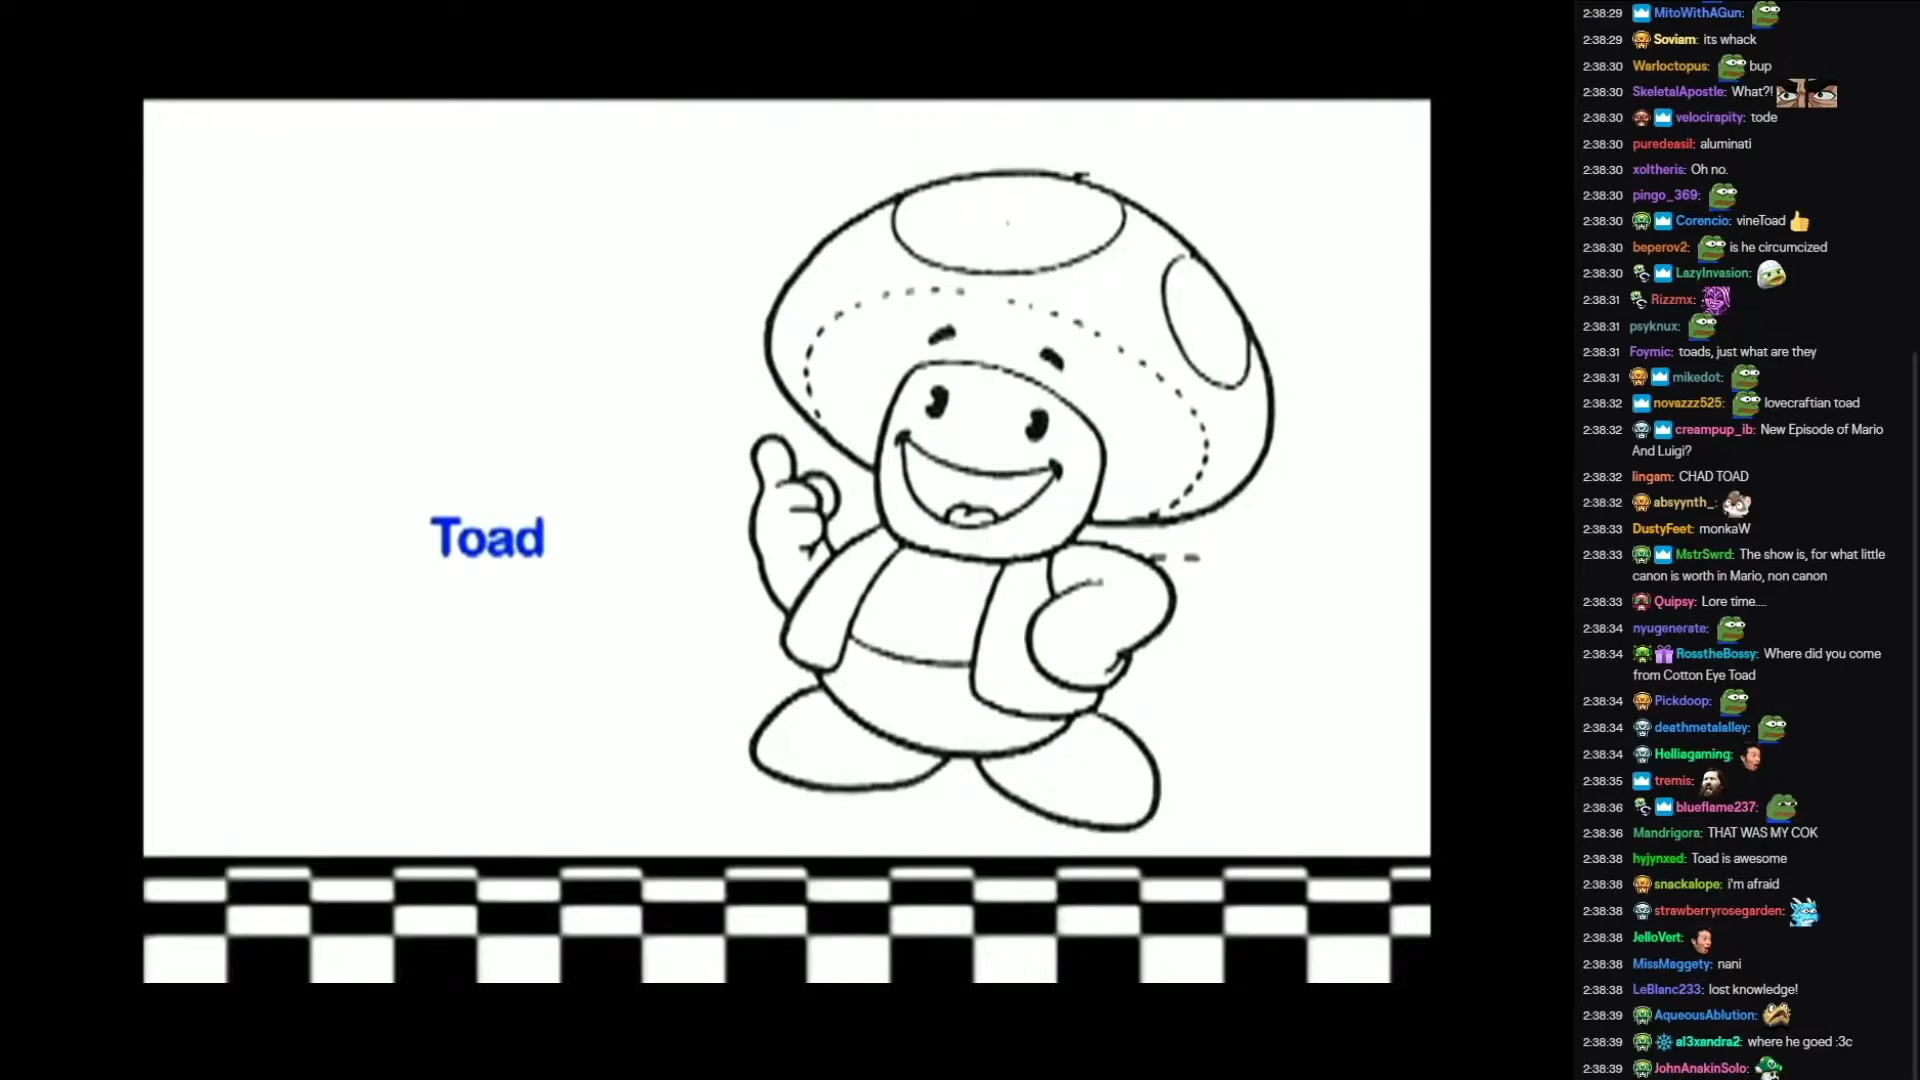 Toad
2:38:29 MitoWithAGun:
2:38:29 Soviam: its whack
2:38:30 Warloctopus: bup
2:38:30 SkeletalApostle: What?!
2:38:30 velocirapity: tode
2:38:30 puredeasil: aluminati
2:38:30 xoltheris: Oh no.
2:38:30 pingo_369:
2:38:30 Corencio: vineToad
2:38:30 beperov2: is he circumcized
2:38:30 LazyInvasion:
2:38:31 Rizzmx:
2:38:31 psyknux:
2:38:31 Foymic: toads, just what are they
2:38:31 mikedot:
2:38:32 novazzz525: lovecraftian toad
2:38:32 creampup_ib: New Episode of Mario
And Luigi?
2:38:32 lingam: CHAD TOAD
2:38:32 absyynth_:
2:38:33 DustyFeet: monkaW
2:38:33 MstrSwrd: The show is, for what little
canon is worth in Mario, non canon
2:38:33 Quipsy: Lore time....
2:38:34 nyugenerate:
2:38:34 RosstheBossy: Where did you come
from Cotton Eye Toad
2:38:34 Pickdoop:
2:38:34 deathmetalalley:
2:38:34 Helliagaming:
2:38:35 tremis:
2:38:36 blueflame237:
2:38:36 Mandrigora: THAT WAS MY COK
2:38:38 hyjynxed: Toad is awesome
2:38:38 snackalope: i'm afraid
2:38:38 strawberryrosegarden:
2:38:38 JelloVert:
2:38:38 MissMaggety: nani
2:38:38 LeBlanc233: lost knowledge!
2:38:39 AqueousAblution:
2:38:39 al3xandra2: where he goed :3c
2:38:39 JohnAnakinSolo: